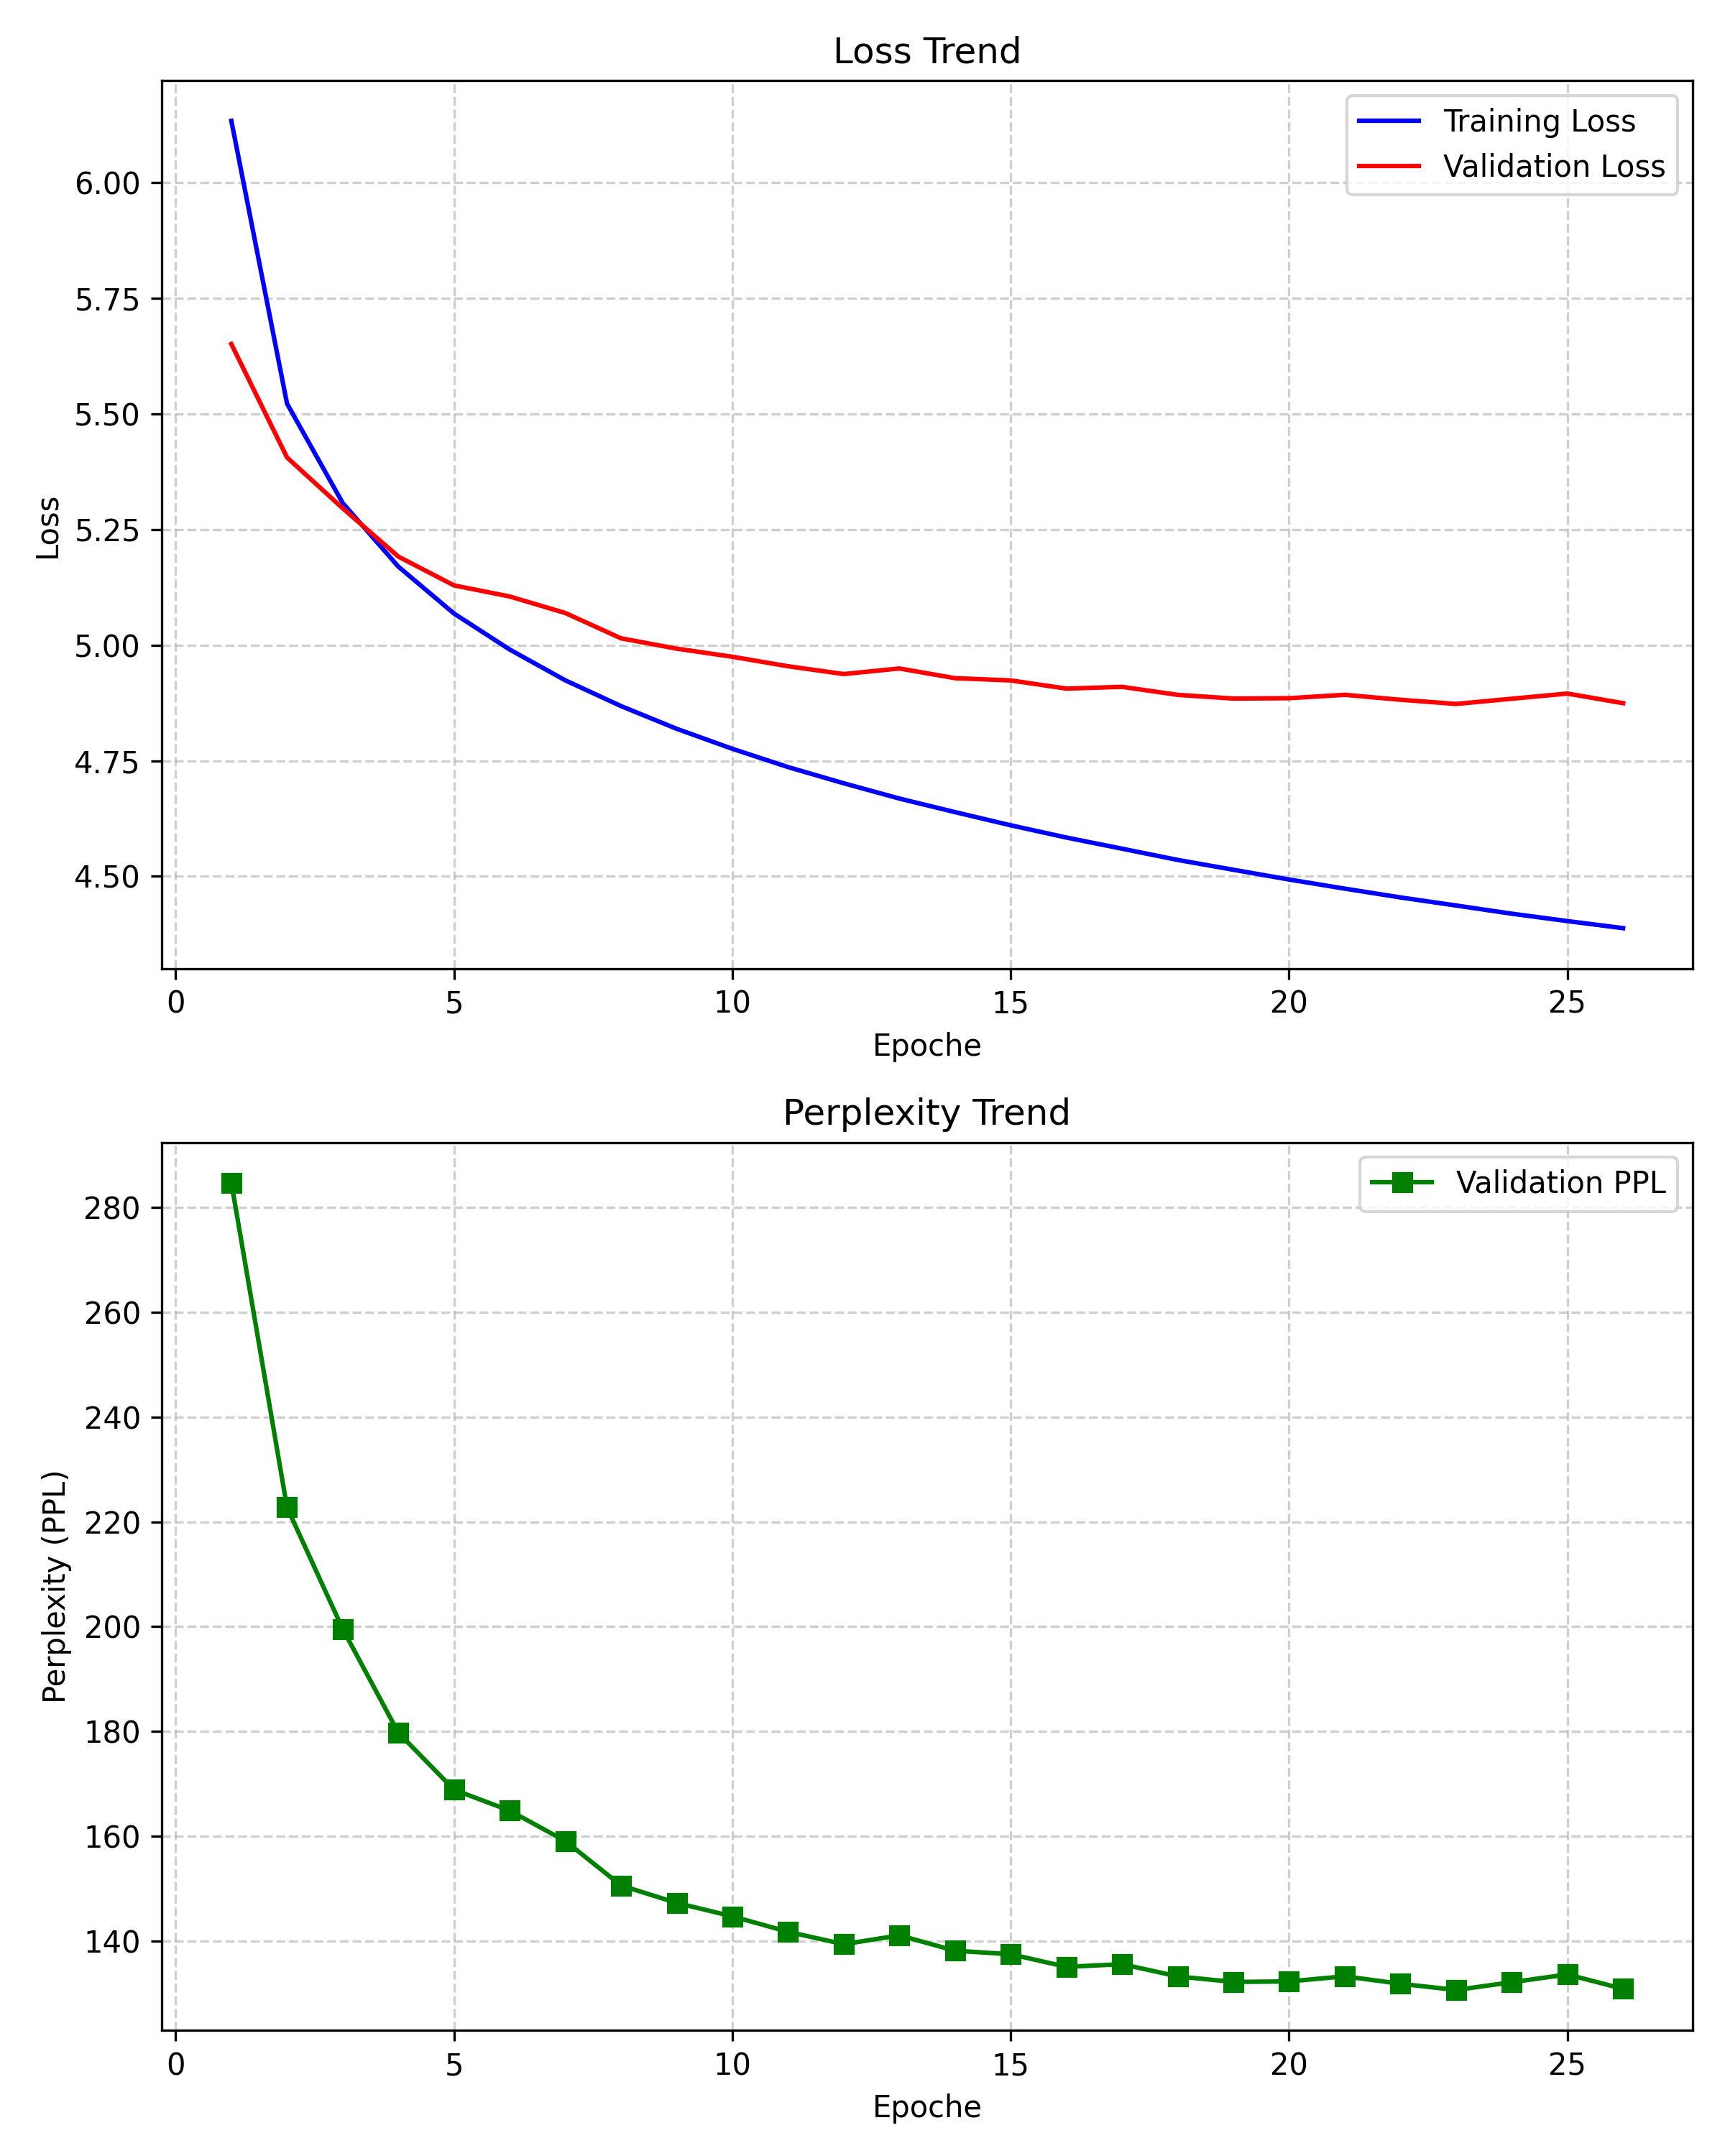 Loss Trend
Training Loss
Validation Loss
6.00
5.75
5.50
5.25
5.00
4.75
4.50
Loss
0 5 10 15 20 25
Epoche
Perplexity Trend
Validation PPL
280
260
240
220
200
180
160
140
Perplexity (PPL)
0 5 10 15 20 25
Epoche